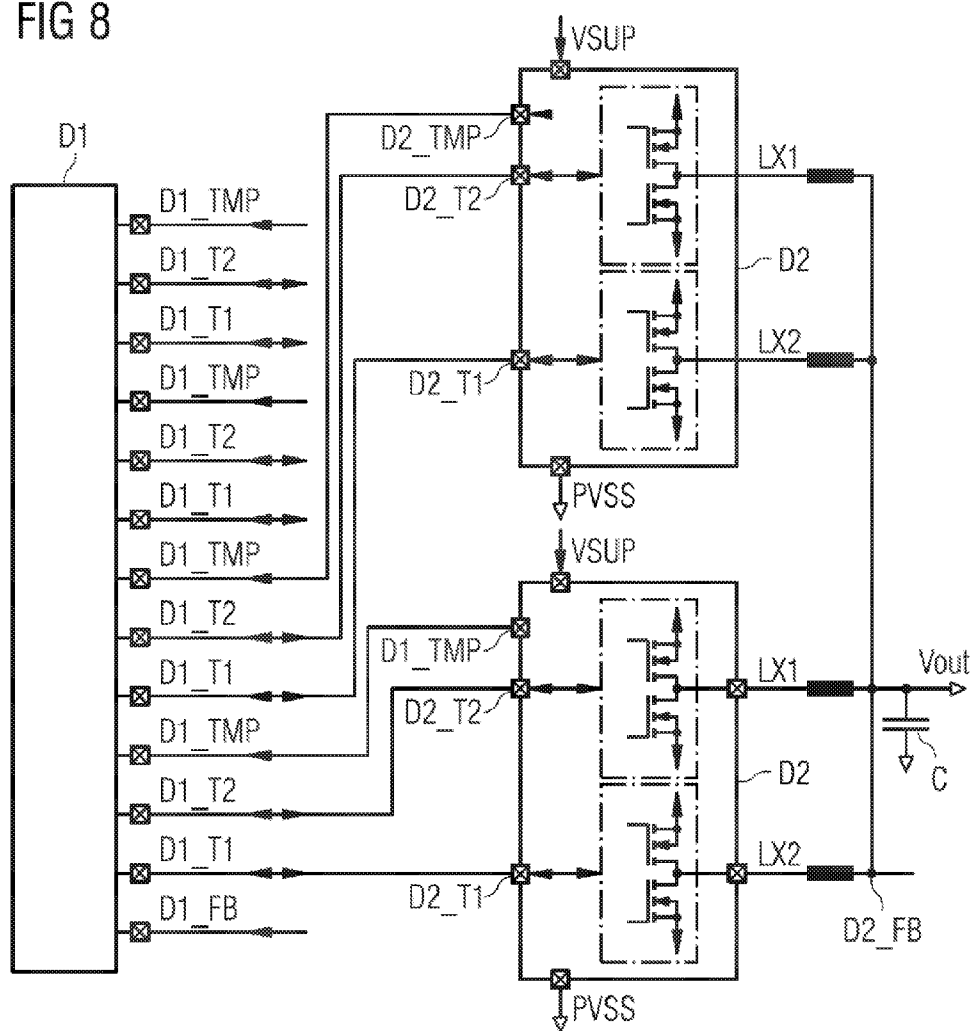 FIG 8
VSUP
D1
D2_TMP
LX1
D1_TMP
D2_T2
D1_T2
D2
D1_T1
LX2
D1_TMP
D2_T1
D1_T2
D1_T1
PVSS
VSUP
D1_TMP
D1_T2
D1_TMP
LX1
Vout
D1_T1
D2_T2
D1_TMP
D2
C
D1_T2
LX2
D1_T1
D2_T1
D1_FB
D2_FB
PVSS